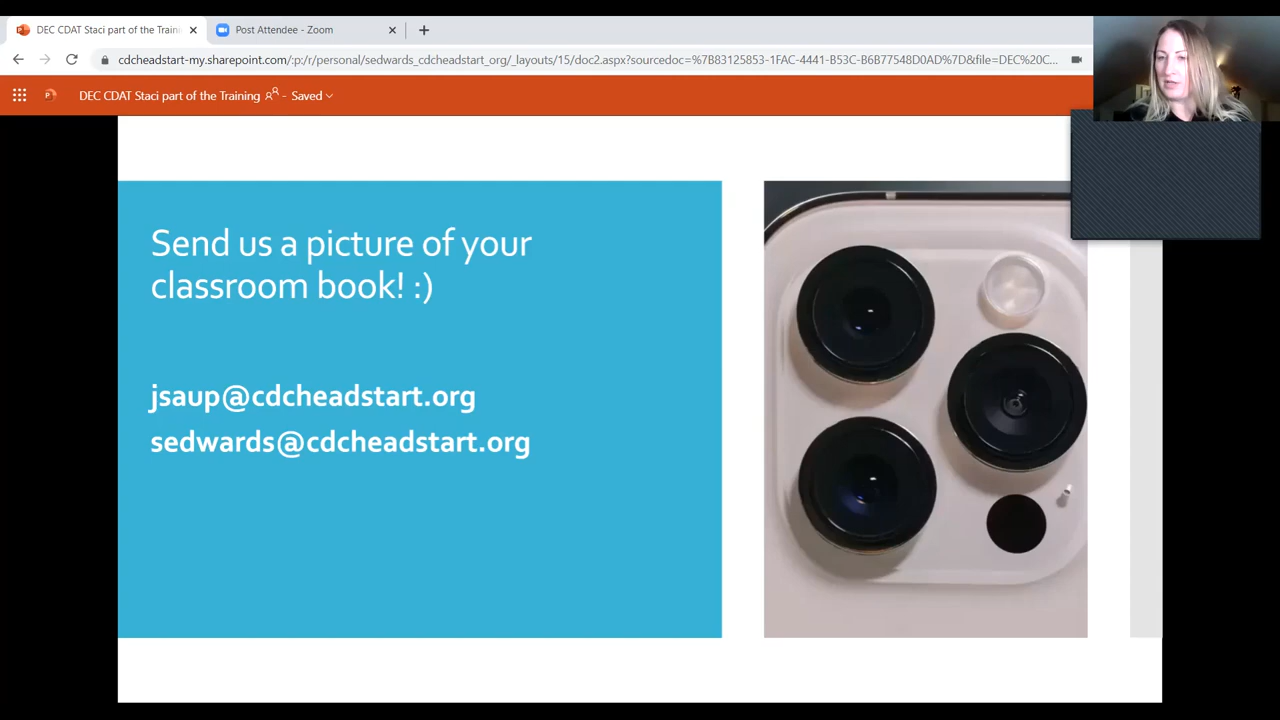 DEC CDAT Staci part of the Traini
Post Attendee - Zoom
cdcheadstart-my.sharepoint.com/:p:/r/personal/sedwards_cdcheadstart_org/_layouts/15/doc2.aspx?sourcedoc=%7B83125853-1FAC-4441-B53C-B6B77548D0AD%7D&file=DEC%20C...
P DEC CDAT Staci part of the Training - Saved
Send us a picture of your
classroom book! :)
jsaup@cdcheadstart.org
sedwards@cdcheadstart.org